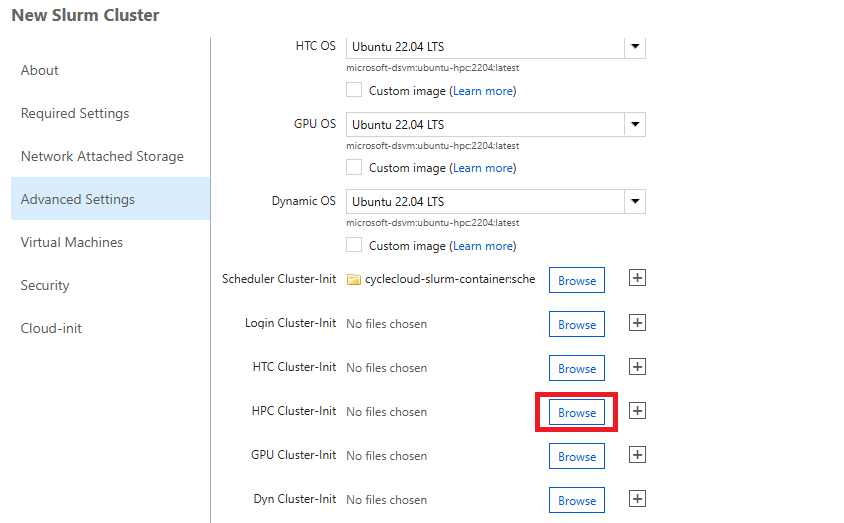 New Slurm Cluster
About
Required Settings
Network Attached Storage
Advanced Settings
Virtual Machines
Security
Cloud-init
HTC OS Ubuntu 22.04 LTS
microsoft-dsvm:ubuntu-hpc:2204:latest
Custom image (Learn more)
GPU OS Ubuntu 22.04 LTS
microsoft-dsvm:ubuntu-hpc:2204:latest
Custom image (Learn more)
Dynamic OS Ubuntu 22.04 LTS
microsoft-dsvm:ubuntu-hpc:2204:latest
Custom image (Learn more)
Scheduler Cluster-Init cyclecloud-slurm-container:sche Browse
Login Cluster-Init No files chosen Browse
HTC Cluster-Init No files chosen Browse
HPC Cluster-Init No files chosen Browse
GPU Cluster-Init No files chosen Browse
Dyn Cluster-Init No files chosen Browse